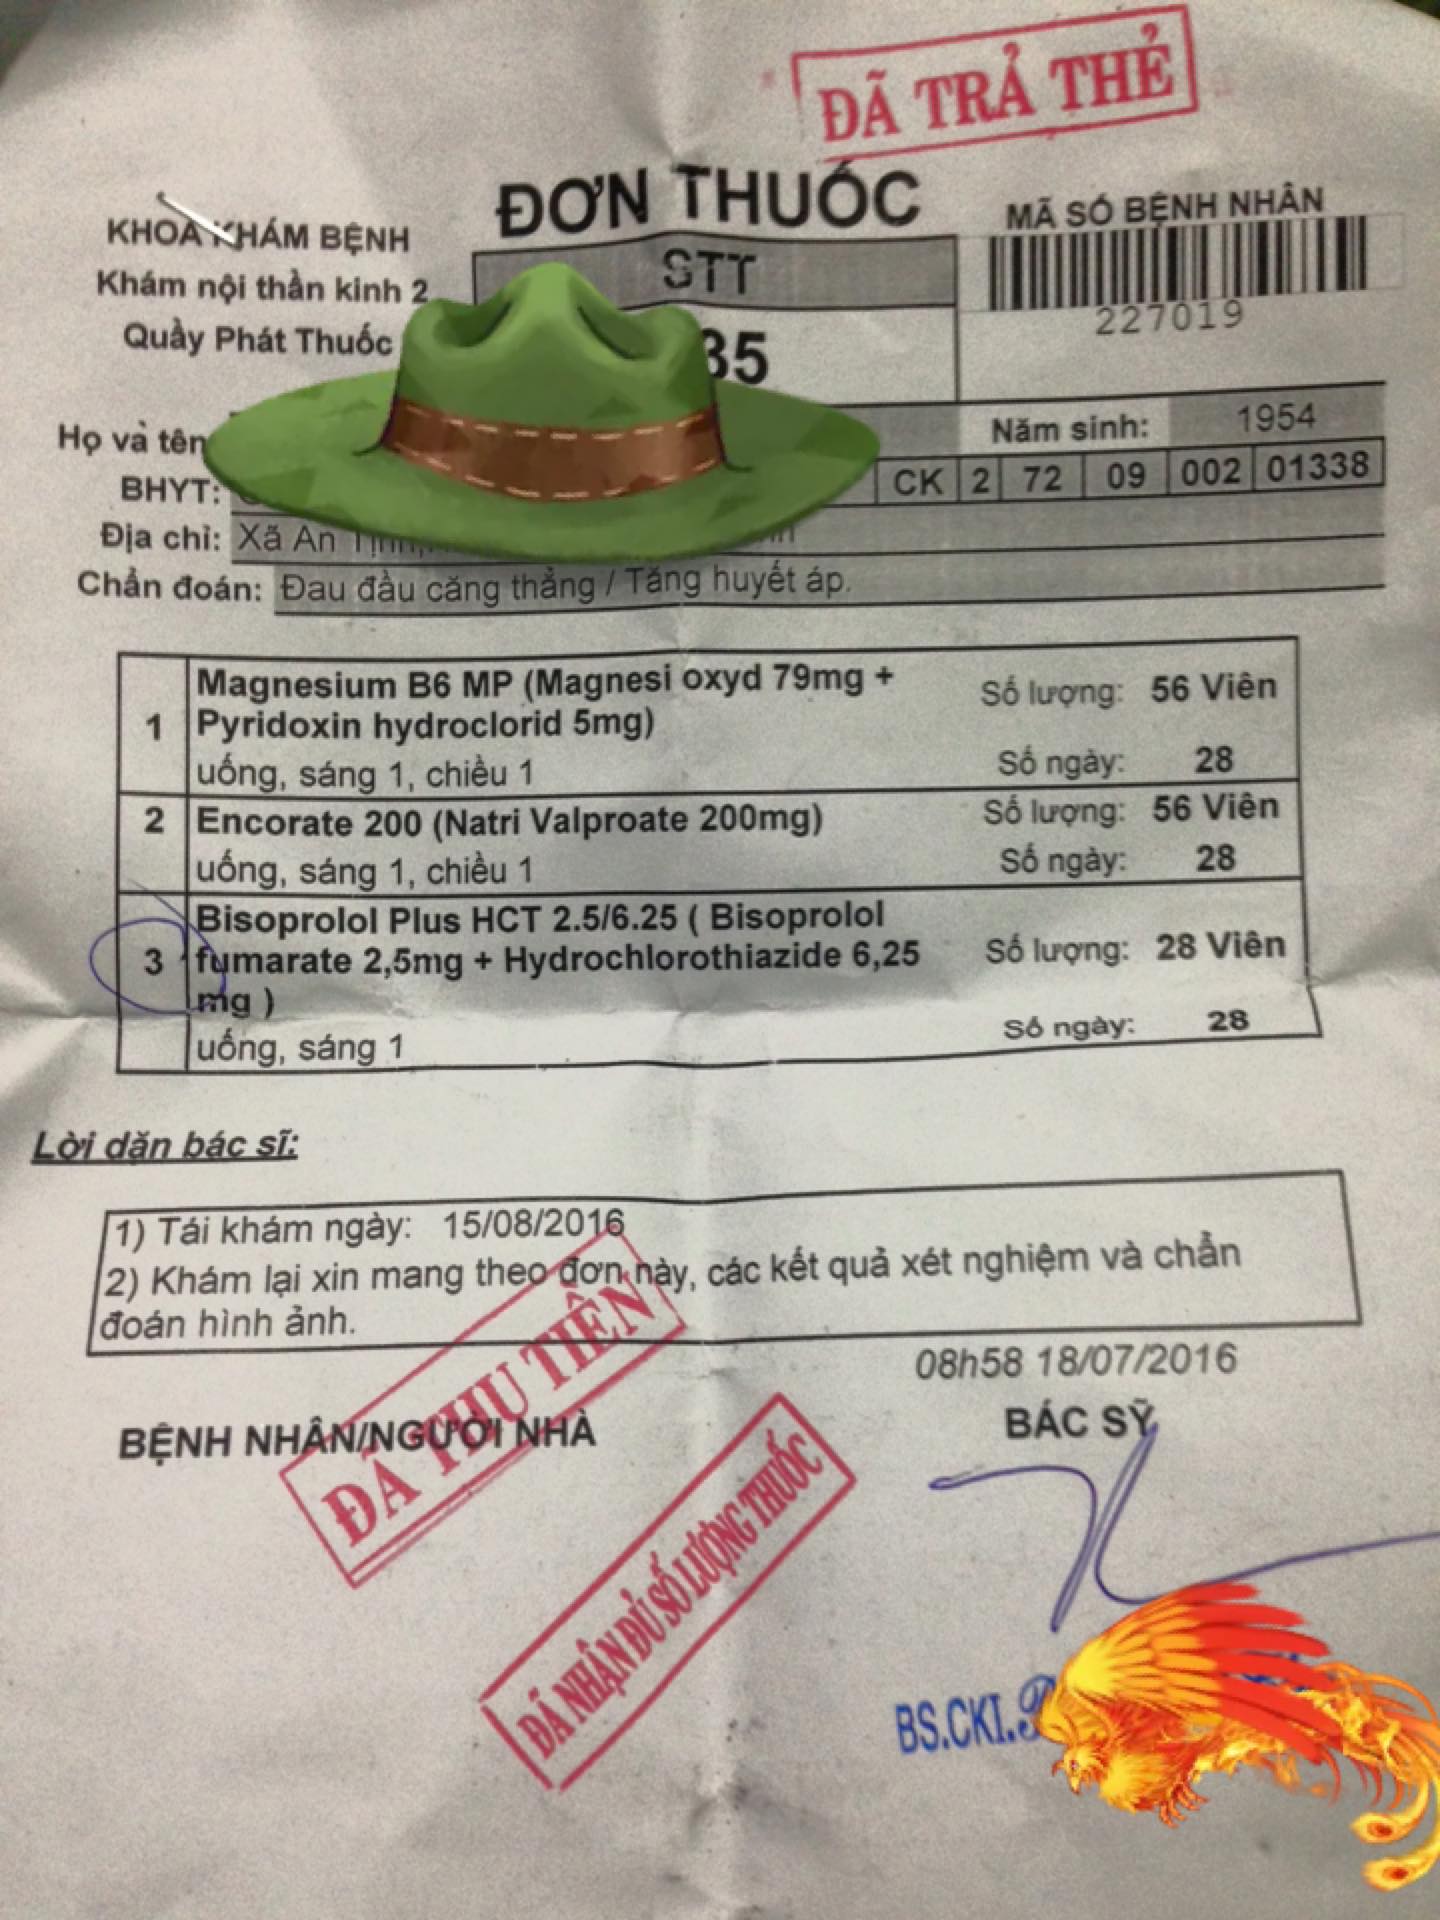 ĐÃ TRẢ THẺ
ĐƠN THUỐC
KHOA KHÁM BỆNH
Khám nội thần kinh 2
Quầy Phát Thuốc
STT
35
MÃ SỐ BỆNH NHÂN
227019
Họ và tên
Năm sinh: 1954
BHYT: CK 2 72 09 002 01338
Địa chỉ: Xã An Tịnh,
Chẩn đoán: Đau đầu căng thẳng / Tăng huyết áp.
1 Magnesium B6 MP (Magnesi oxyd 79mg + Số lượng: 56 Viên
Pyridoxin hydroclorid 5mg)
uống, sáng 1, chiều 1 Số ngày: 28
2 Encorate 200 (Natri Valproate 200mg) Số lượng: 56 Viên
uống, sáng 1, chiều 1 Số ngày: 28
Bisoprolol Plus HCT 2.5/6.25 ( Bisoprolol
3 fumarate 2,5mg + Hydrochlorothiazide 6,25 Số lượng: 28 Viên
mg )
uống, sáng 1 Số ngày: 28
Lời dặn bác sĩ:
1) Tái khám ngày: 15/08/2016
2) Khám lại xin mang theo đơn này, các kết quả xét nghiệm và chẩn
đoán hình ảnh.
08h58 18/07/2016
BỆNH NHÂN/NGƯỜI NHÀ
BÁC SỸ
ĐÃ THU TIỀN
ĐÃ NHẬN ĐỦ SỐ LƯỢNG THUỐC
BS.CKI.